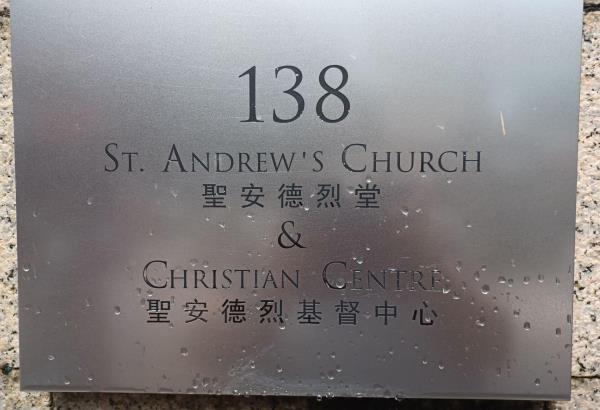 138
ST. ANDREW'S CHURCH
聖安德烈堂
&
CHRISTIAN CENTRE
聖安德烈基督中心